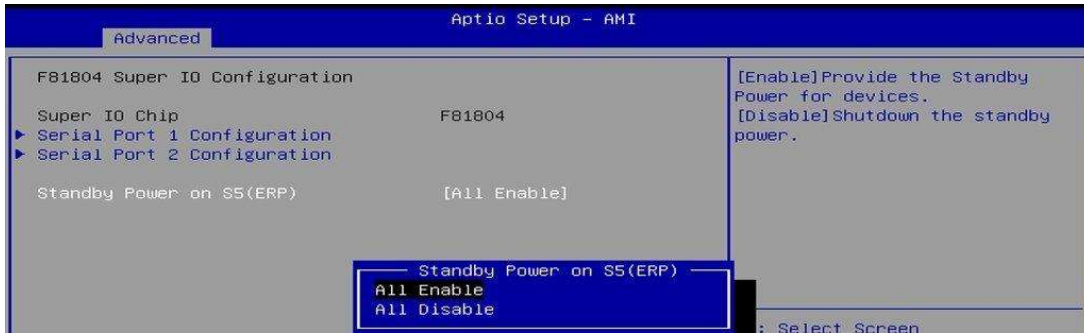 Aptio Setup - AMI
Advanced
F81804 Super IO Configuration
Super IO Chip F81804
Serial Port 1 Configuration
Serial Port 2 Configuration
Standby Power on S5(ERP) [All Enable]
[Enable]Provide the Standby
Power for devices.
[Disable]Shutdown the standby
power.
Standby Power on S5(ERP)
All Enable
All Disable
: Select Screen